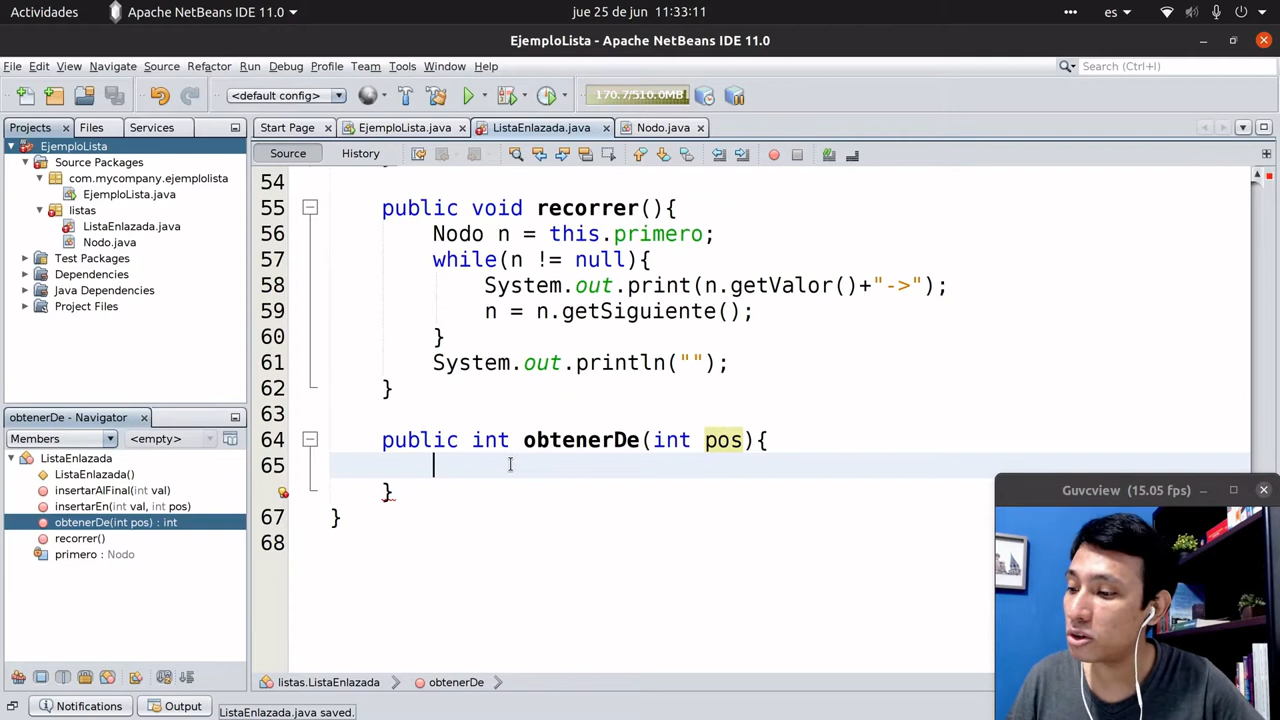 Actividades
Apache NetBeans IDE 11.0
jue 25 de jun 11:33:11
es
EjemploLista - Apache NetBeans IDE 11.0
File Edit View Navigate Source Refactor Run Debug Profile Team Tools Window Help
Search (Ctrl+I)
<default config>
170.7/510.0MB
Projects
Files
Services
Start Page
EjemploLista.java
ListaEnlazada.java
Nodo.java
EjemploLista
Source Packages
com.mycompany.ejemplolista
EjemploLista.java
listas
ListaEnlazada.java
Nodo.java
Test Packages
Dependencies
Java Dependencies
Project Files
Source
History
54
55 public void recorrer(){
56 Nodo n = this.primero;
57 while(n != null){
58 System.out.print(n.getValor()+"->");
59 n = n.getSiguiente();
60 }
61 System.out.println("");
62 }
63
64 public int obtenerDe(int pos){
65
}
67 }
68
obtenerDe - Navigator
Members
<empty>
ListaEnlazada
ListaEnlazada()
insertarAlFinal(int val)
insertarEn(int val, int pos)
obtenerDe(int pos) : int
recorrer()
primero : Nodo
Guvcview (15.05 fps)
listas.ListaEnlazada
obtenerDe
Notifications
Output
ListaEnlazada.java saved.